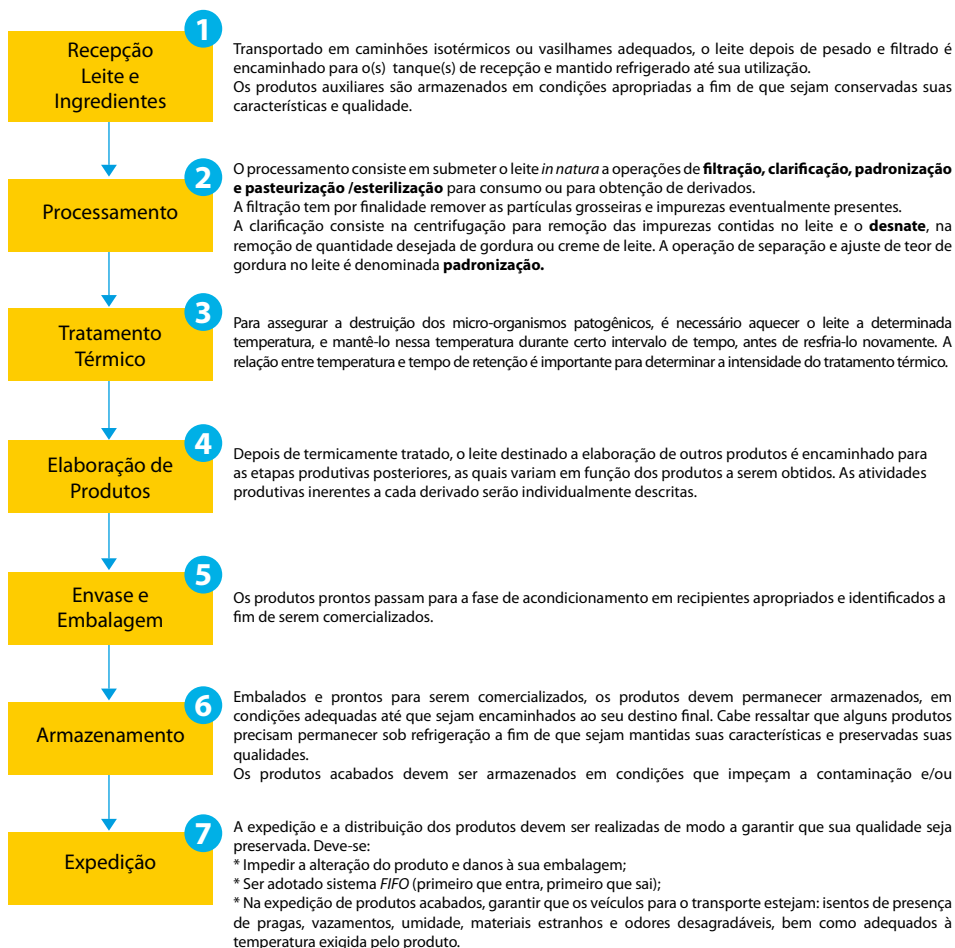 1
Recepção
Leite e
Ingredientes
Transportado em caminhões isotérmicos ou vasilhames adequados, o leite depois de pesado e filtrado é
encaminhado para o(s) tanque(s) de recepção e mantido refrigerado até sua utilização.
Os produtos auxiliares são armazenados em condições apropriadas a fim de que sejam conservadas suas
características e qualidade.
2
Processamento
O processamento consiste em submeter o leite in natura a operações de filtração, clarificação, padronização
e pasteurização /esterilização para consumo ou para obtenção de derivados.
A filtração tem por finalidade remover as partículas grosseiras e impurezas eventualmente presentes.
A clarificação consiste na centrifugação para remoção das impurezas contidas no leite e o desnate, na
remoção de quantidade desejada de gordura ou creme de leite. A operação de separação e ajuste de teor de
gordura no leite é denominada padronização.
3
Tratamento
Térmico
Para assegurar a destruição dos micro-organismos patogênicos, é necessário aquecer o leite a determinada
temperatura, e mantê-lo nessa temperatura durante certo intervalo de tempo, antes de resfria-lo novamente. A
relação entre temperatura e tempo de retenção é importante para determinar a intensidade do tratamento térmico.
4
Elaboração de
Produtos
Depois de termicamente tratado, o leite destinado a elaboração de outros produtos é encaminhado para
as etapas produtivas posteriores, as quais variam em função dos produtos a serem obtidos. As atividades
produtivas inerentes a cada derivado serão individualmente descritas.
5
Envase e
Embalagem
Os produtos prontos passam para a fase de acondicionamento em recipientes apropriados e identificados a
fim de serem comercializados.
6
Armazenamento
Embalados e prontos para serem comercializados, os produtos devem permanecer armazenados, em
condições adequadas até que sejam encaminhados ao seu destino final. Cabe ressaltar que alguns produtos
precisam permanecer sob refrigeração a fim de que sejam mantidas suas características e preservadas suas
qualidades.
Os produtos acabados devem ser armazenados em condições que impeçam a contaminação e/ou
7
Expedição
A expedição e a distribuição dos produtos devem ser realizadas de modo a garantir que sua qualidade seja
preservada. Deve-se:
* Impedir a alteração do produto e danos à sua embalagem;
* Ser adotado sistema FIFO (primeiro que entra, primeiro que sai);
* Na expedição de produtos acabados, garantir que os veículos para o transporte estejam: isentos de presença
de pragas, vazamentos, umidade, materiais estranhos e odores desagradáveis, bem como adequados à
temperatura exigida pelo produto.